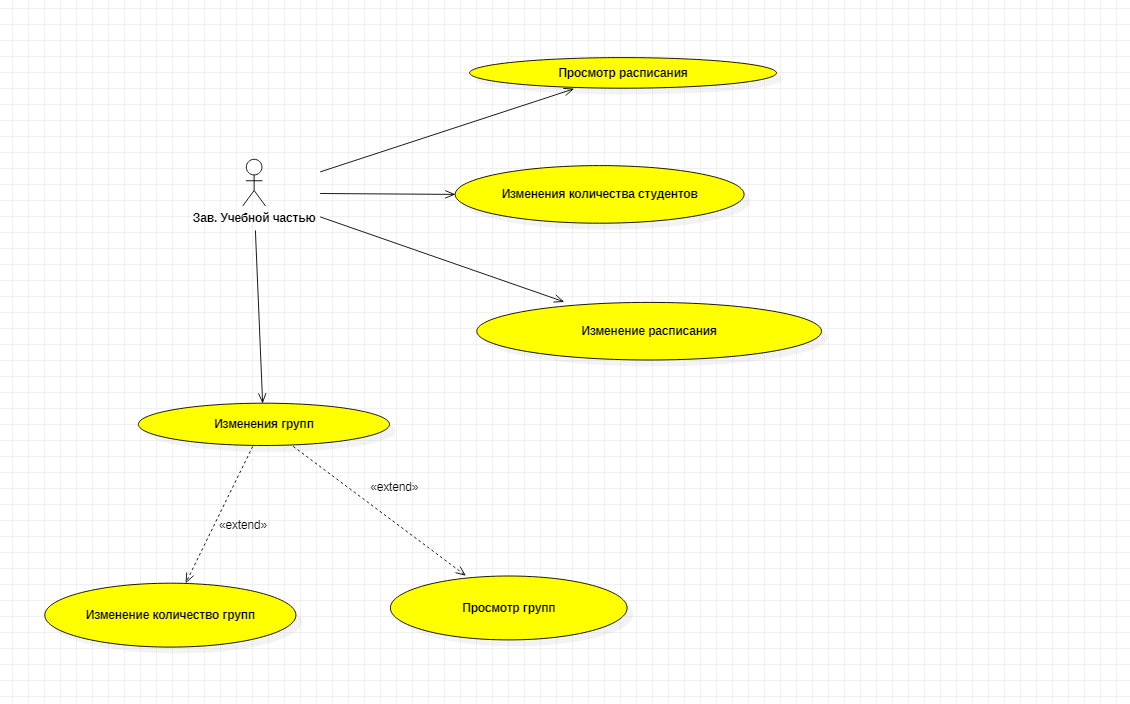 Просмотр расписания
Изменения количества студентов
Зав. Учебной частью
Изменение расписания
Изменения групп
«extend»
«extend»
Изменение количество групп
Просмотр групп